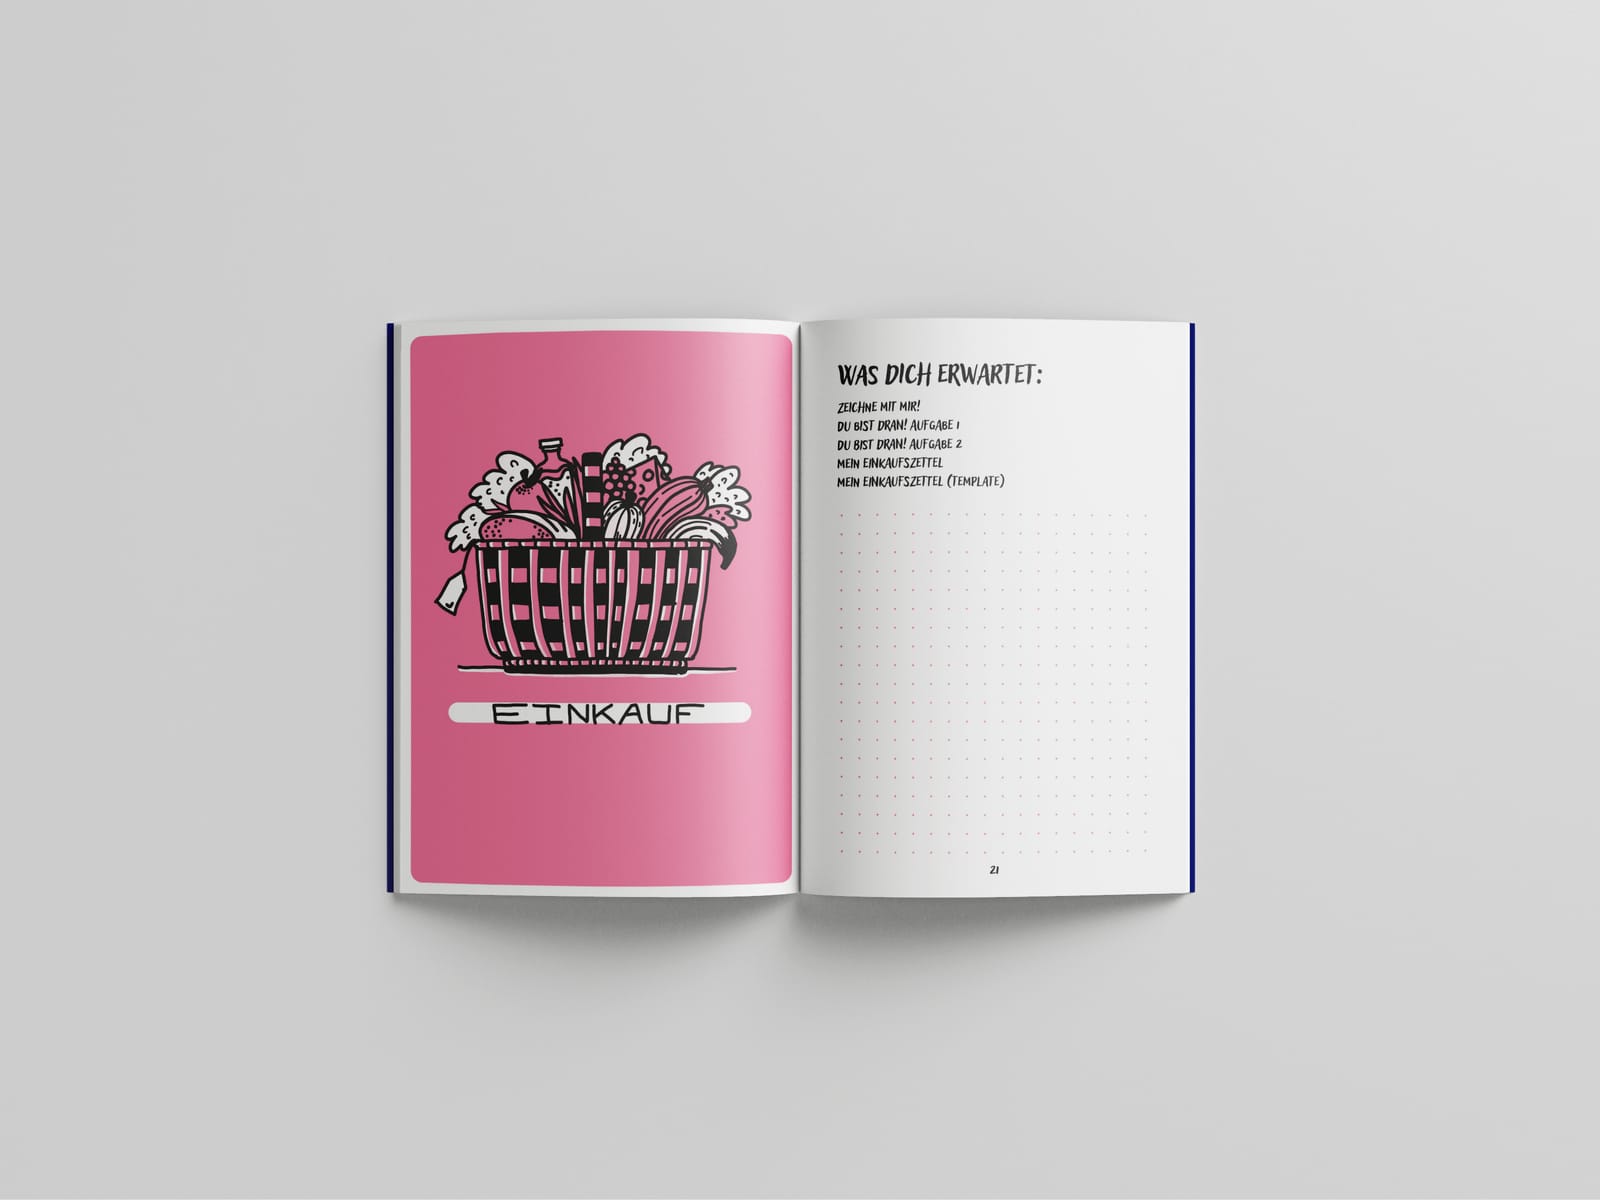 EINKAUF
WAS DICH ERWARTET:
ZEICHNE MIT MIR!
DU BIST DRAN! AUFGABE 1
DU BIST DRAN! AUFGABE 2
MEIN EINKAUFSZETTEL
MEIN EINKAUFSZETTEL (TEMPLATE)
21